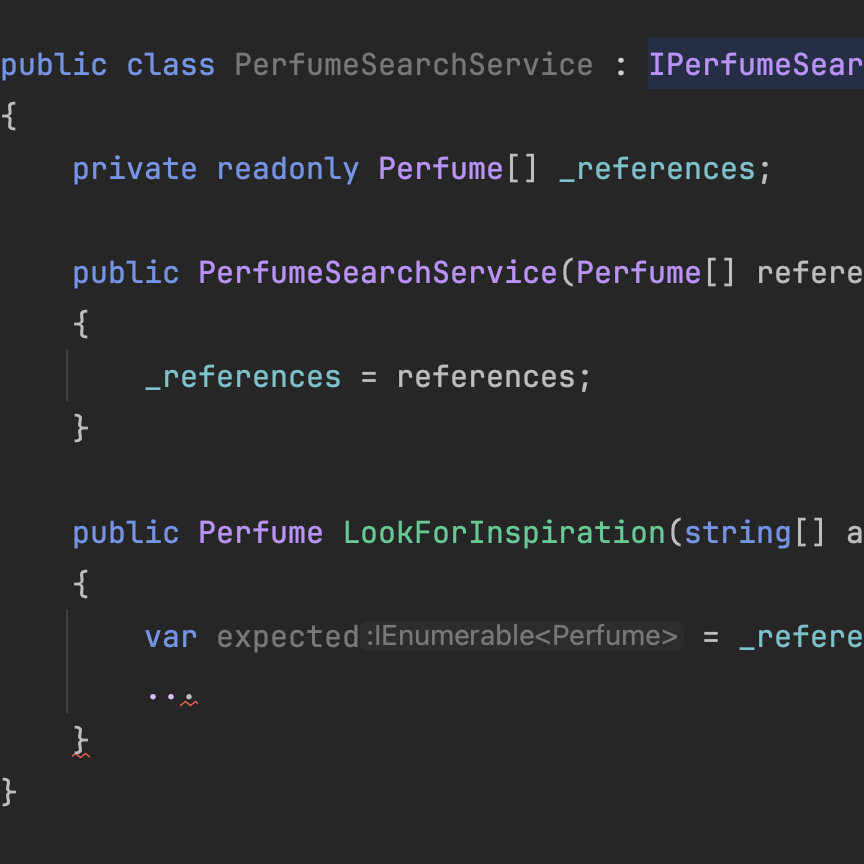 public class PerfumeSearchService : IPerfumeSear
{
private readonly Perfume[] _references;
public PerfumeSearchService(Perfume[] refere
{
_references = references;
}
public Perfume LookForInspiration(string[] a
{
var expected :IEnumerable<Perfume> = _refere
...
}
}